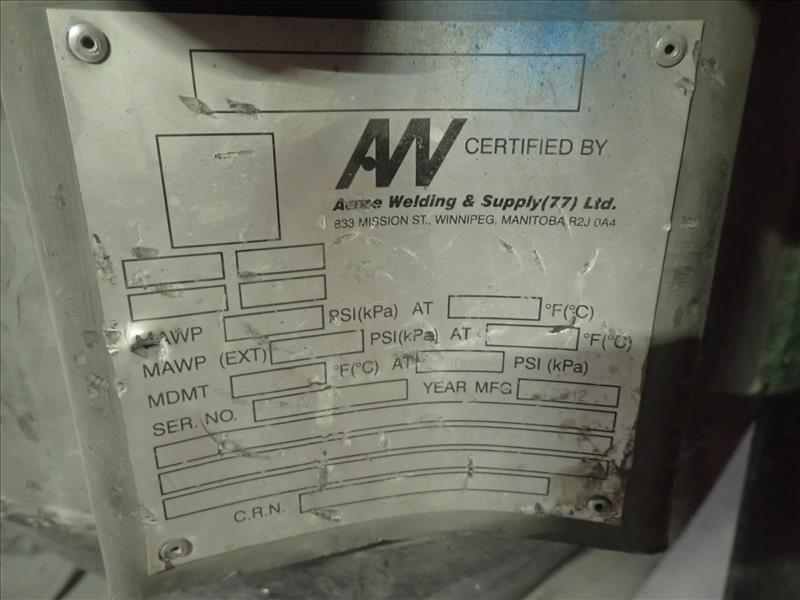 AW CERTIFIED BY
Acme Welding & Supply(77) Ltd.
833 MISSION ST., WINNIPEG, MANITOBA R2J 0A4
MAWP PSI(kPa) AT °F(°C)
MAWP (EXT) PSI(kPa) AT °F(°C)
MDMT °F(°C) AT PSI (kPa)
SER. NO. YEAR MFG 2012
C.R.N.